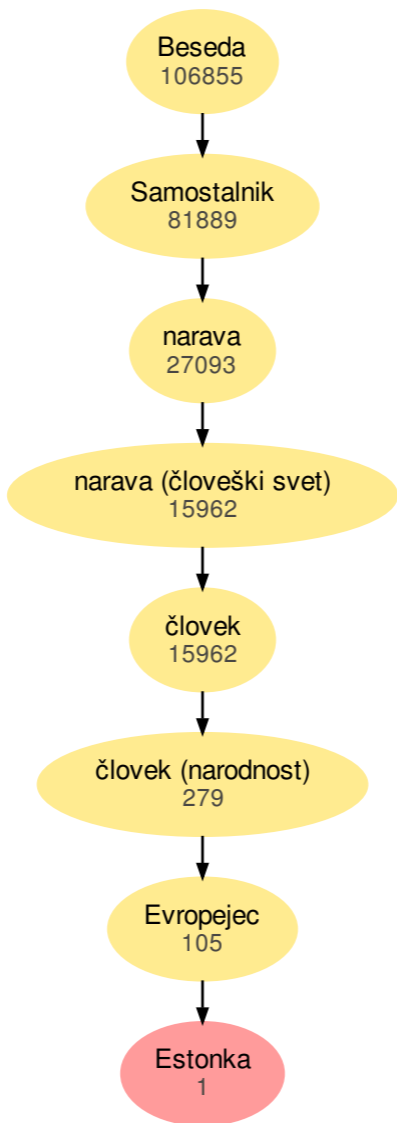 Beseda
106855
Samostalnik
81889
narava
27093
narava (človeški svet)
15962
človek
15962
človek (narodnost)
279
Evropejec
105
Estonka
1